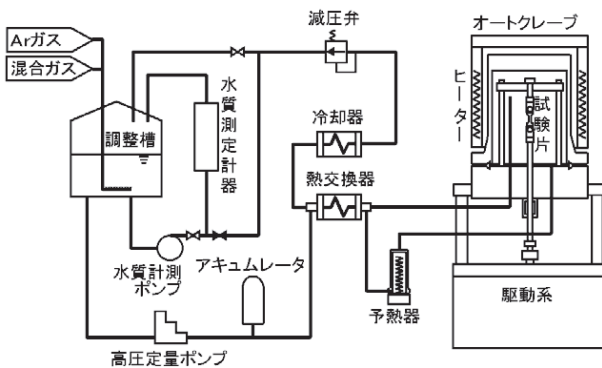 Arガス
混合ガス
調整槽
水質測定計器
水質計測
ポンプ
アキュムレータ
高圧定量ポンプ
減圧弁
冷却器
熱交換器
予熱器
オートクレーブ
ヒーター
試験片
駆動系